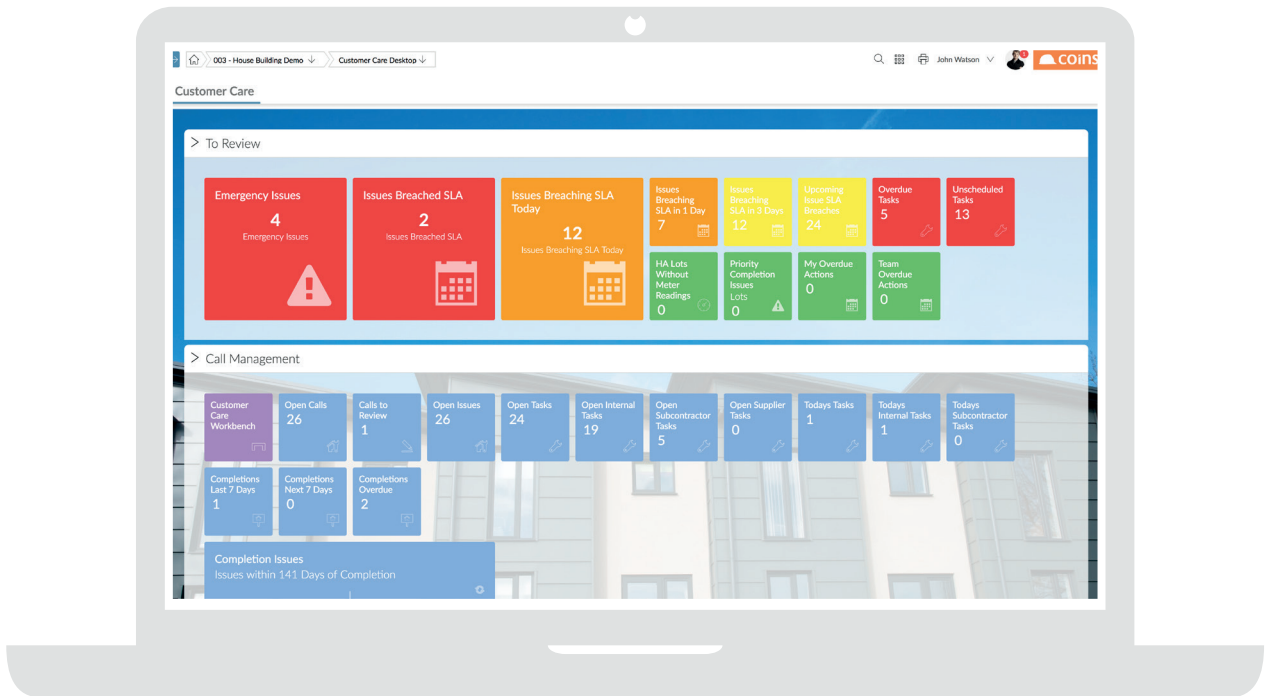 003 - House Building Demo
Customer Care Desktop
John Watson
1
coins
Customer Care
To Review
Emergency Issues
4
Emergency Issues
Issues Breached SLA
2
Issues Breached SLA
Issues Breaching SLA
Today
12
Issues Breaching SLA Today
Issues
Breaching
SLA in 1 Day
7
Issues
Breaching
SLA in 3 Days
12
Upcoming
Issue SLA
Breaches
24
Overdue
Tasks
5
Unscheduled
Tasks
13
HA Lots
Without
Meter
Readings
0
Priority
Completion
Issues
Lots
0
My Overdue
Actions
0
Team
Overdue
Actions
0
Call Management
Customer
Care
Workbench
Open Calls
26
Calls to
Review
1
Open Issues
26
Open Tasks
24
Open Internal
Tasks
19
Open
Subcontractor
Tasks
5
Open Supplier
Tasks
0
Todays Tasks
1
Todays
Internal Tasks
1
Todays
Subcontractor
Tasks
0
Completions
Last 7 Days
1
Completions
Next 7 Days
0
Completions
Overdue
2
Completion Issues
Issues within 141 Days of Completion